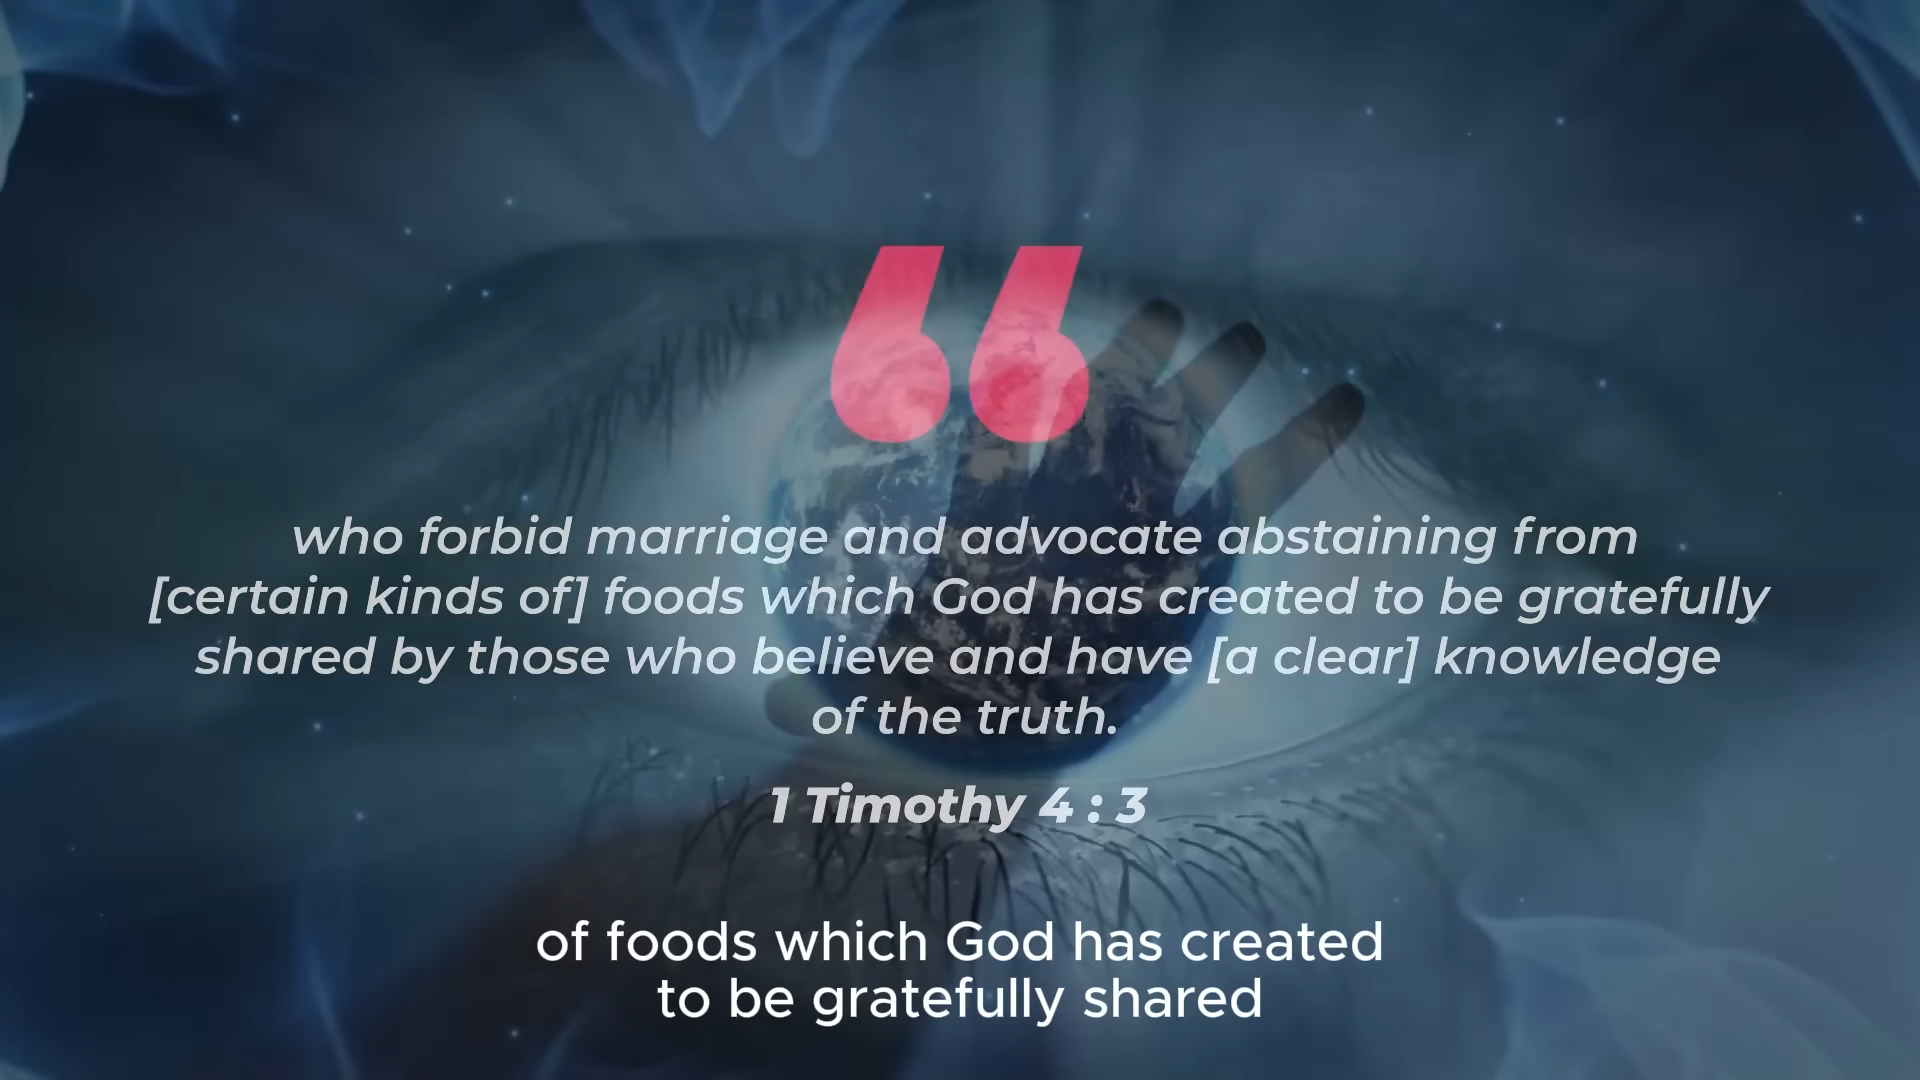 “
who forbid marriage and advocate abstaining from
[certain kinds of] foods which God has created to be gratefully
shared by those who believe and have [a clear] knowledge
of the truth.
1 Timothy 4 : 3
of foods which God has created
to be gratefully shared